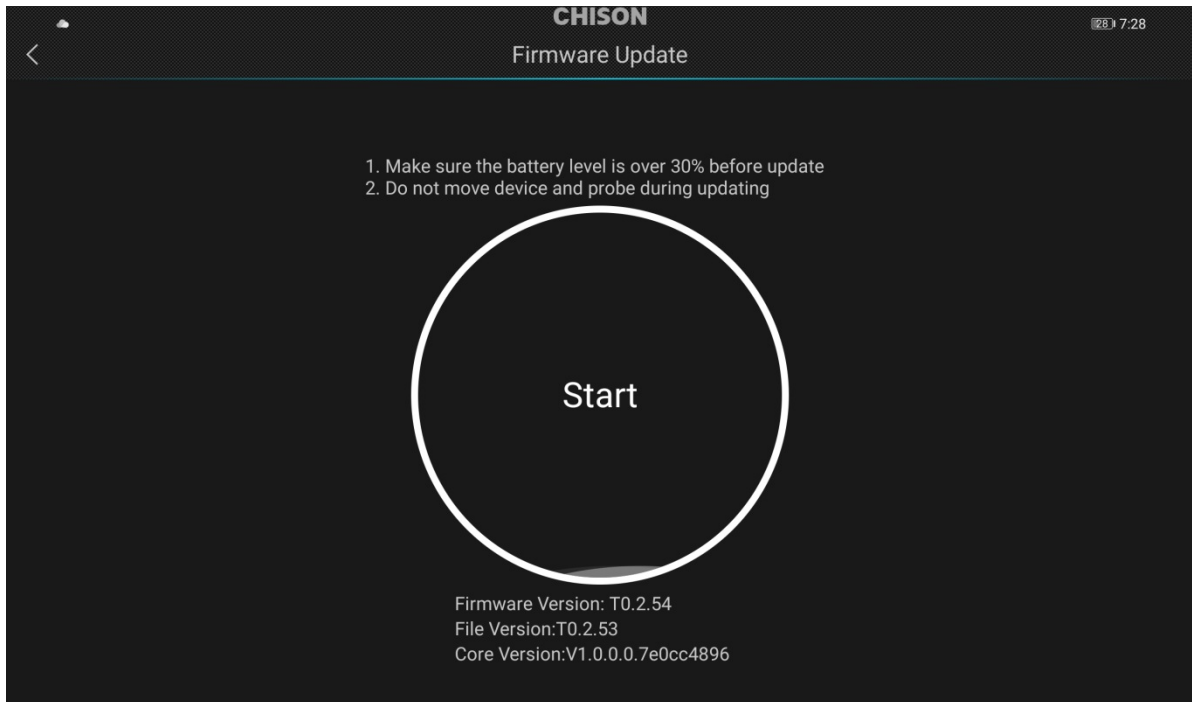 CHISON
28 7:28
Firmware Update
1. Make sure the battery level is over 30% before update
2. Do not move device and probe during updating
Start
Firmware Version: T0.2.54
File Version:T0.2.53
Core Version:V1.0.0.0.7e0cc4896